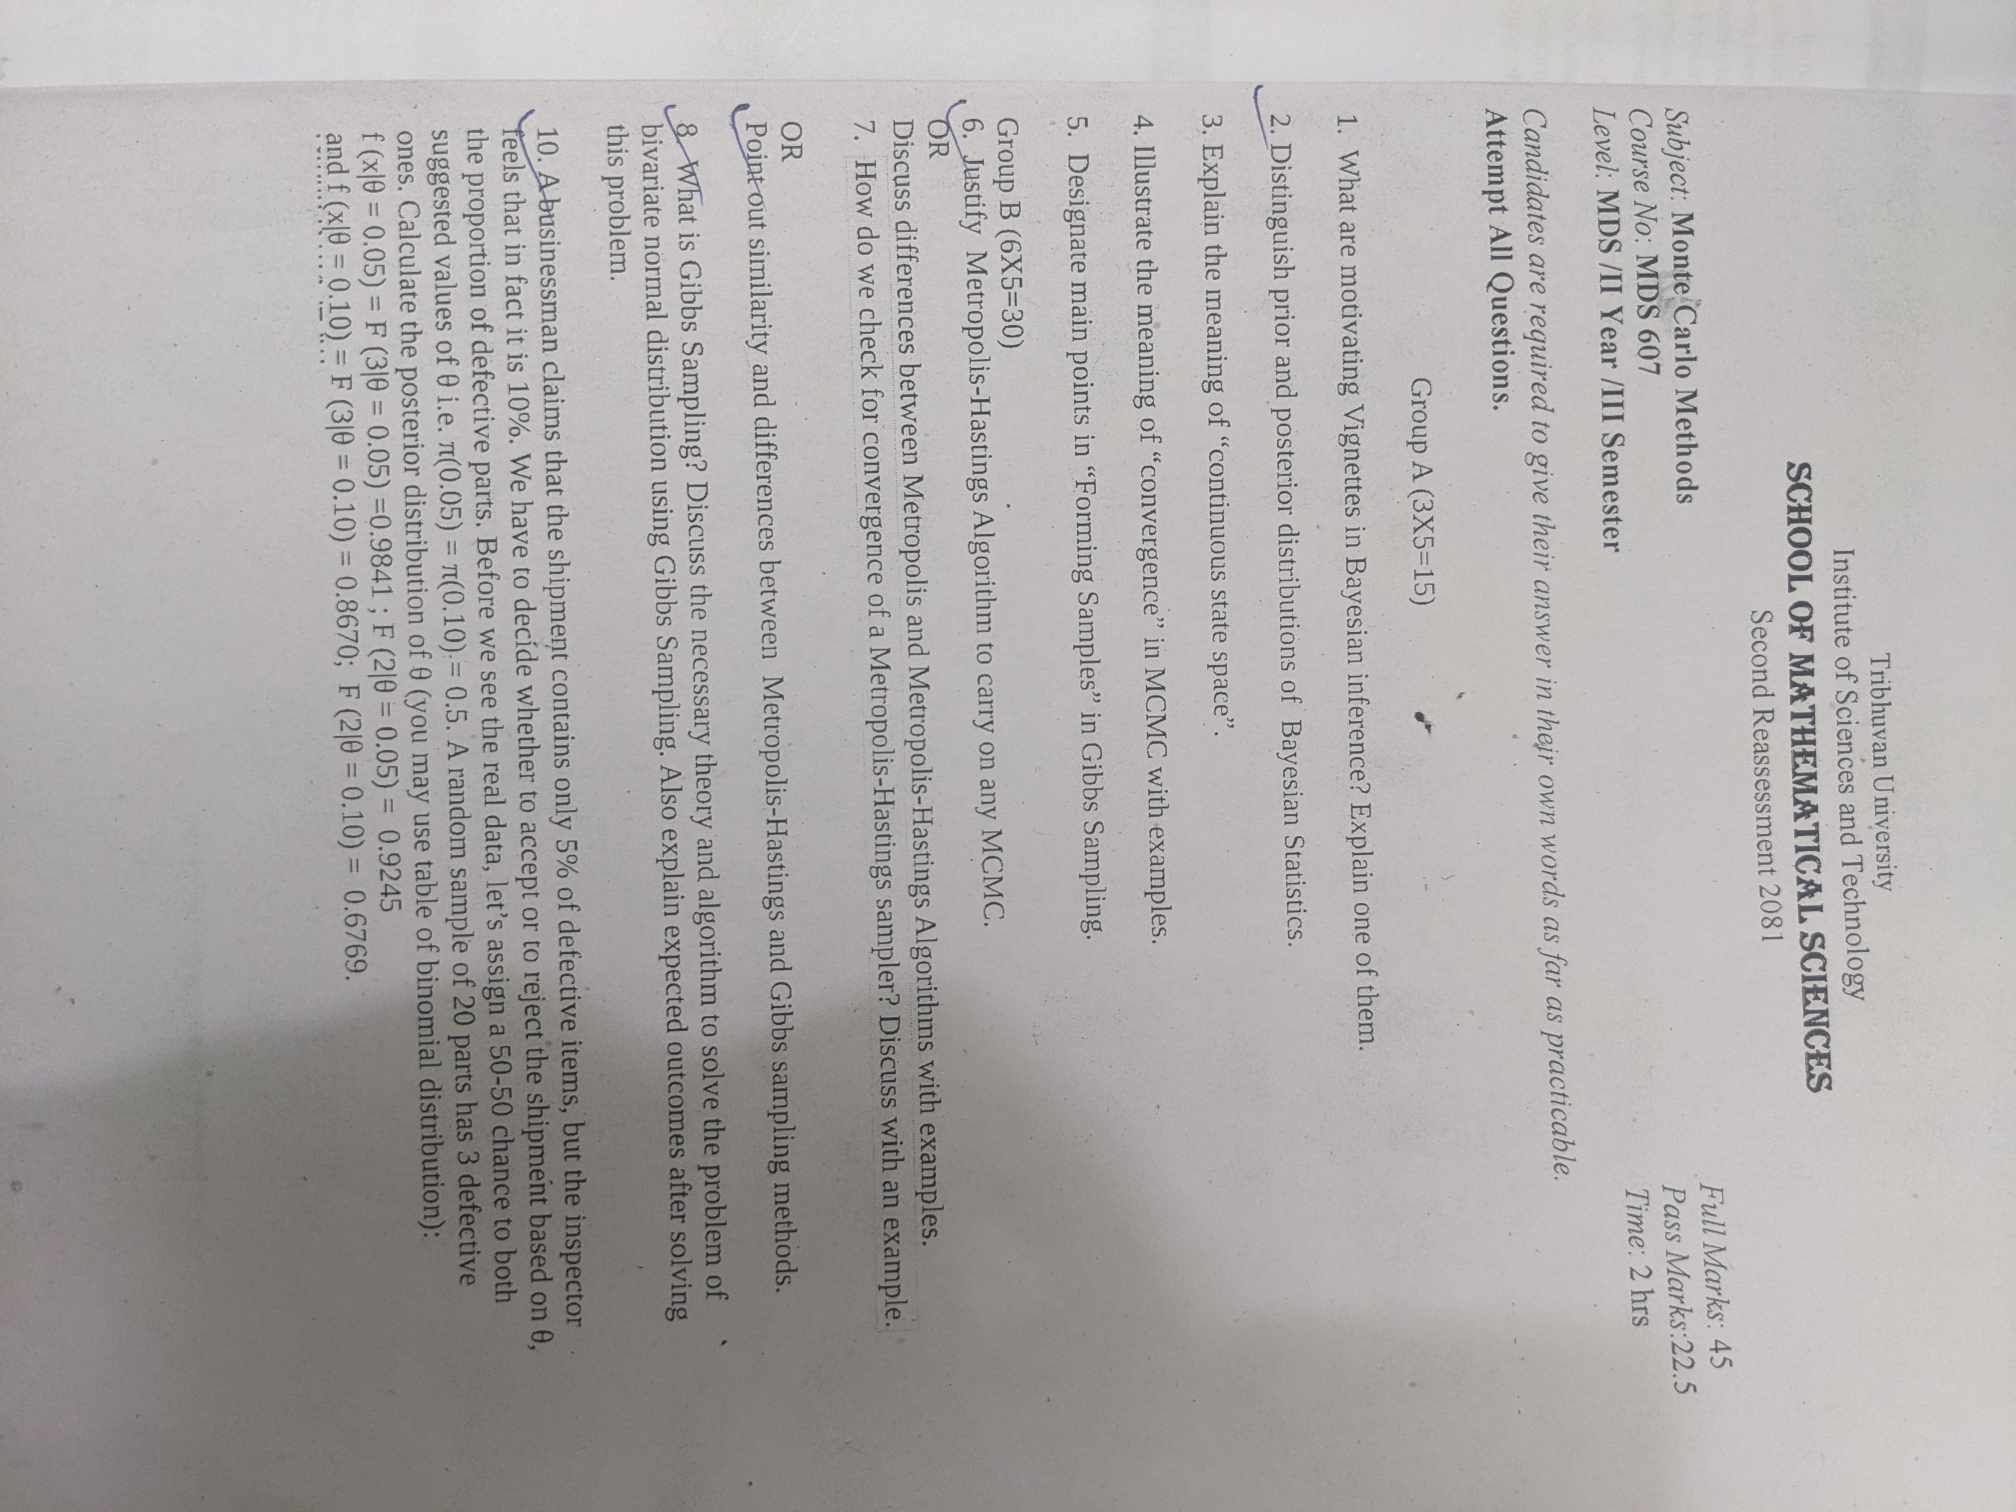 Tribhuvan University
Institute of Sciences and Technology
SCHOOL OF MATHEMATICAL SCIENCES
Second Reassessment 2081
Subject: Monte Carlo Methods
Full Marks: 45
Course No: MDS 607
Pass Marks:22.5
Level: MDS /II Year /III Semester
Time: 2 hrs
Candidates are required to give their answer in their own words as far as practicable.
Attempt All Questions.
Group A (3X5=15)
1. What are motivating Vignettes in Bayesian inference? Explain one of them.
2. Distinguish prior and posterior distributions of Bayesian Statistics.
3. Explain the meaning of “continuous state space”.
4. Illustrate the meaning of “convergence” in MCMC with examples.
5. Designate main points in “Forming Samples” in Gibbs Sampling.
Group B (6X5=30)
6. Justify Metropolis-Hastings Algorithm to carry on any MCMC.
OR
Discuss differences between Metropolis and Metropolis-Hastings Algorithms with examples.
7. How do we check for convergence of a Metropolis-Hastings sampler? Discuss with an example.
OR
Point out similarity and differences between Metropolis-Hastings and Gibbs sampling methods.
8. What is Gibbs Sampling? Discuss the necessary theory and algorithm to solve the problem of
bivariate normal distribution using Gibbs Sampling. Also explain expected outcomes after solving
this problem.
10. A businessman claims that the shipment contains only 5% of defective items, but the inspector
feels that in fact it is 10%. We have to decide whether to accept or to reject the shipment based on θ,
the proportion of defective parts. Before we see the real data, let’s assign a 50-50 chance to both
suggested values of θ i.e. π(0.05) = π(0.10) = 0.5. A random sample of 20 parts has 3 defective
ones. Calculate the posterior distribution of θ (you may use table of binomial distribution):
f (x|θ = 0.05) = F (3|θ = 0.05) =0.9841 ; F (2|θ = 0.05) = 0.9245
and f (x|θ = 0.10) = F (3|θ = 0.10) = 0.8670; F (2|θ = 0.10) = 0.6769.